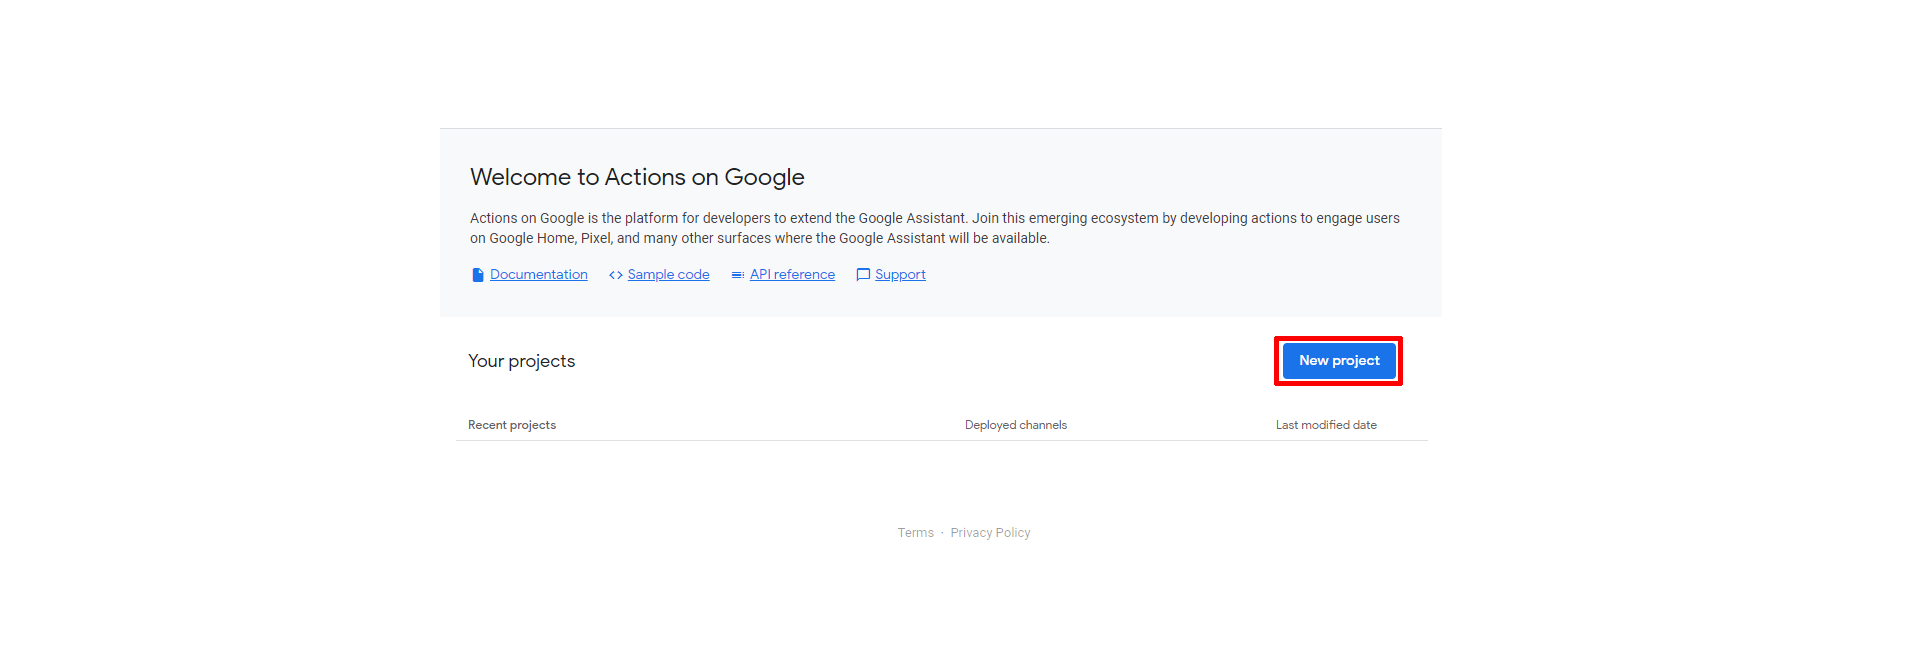 Welcome to Actions on Google
Actions on Google is the platform for developers to extend the Google Assistant. Join this emerging ecosystem by developing actions to engage users
on Google Home, Pixel, and many other surfaces where the Google Assistant will be available.
Documentation Sample code API reference Support
Your projects New project
Recent projects Deployed channels Last modified date
Terms · Privacy Policy